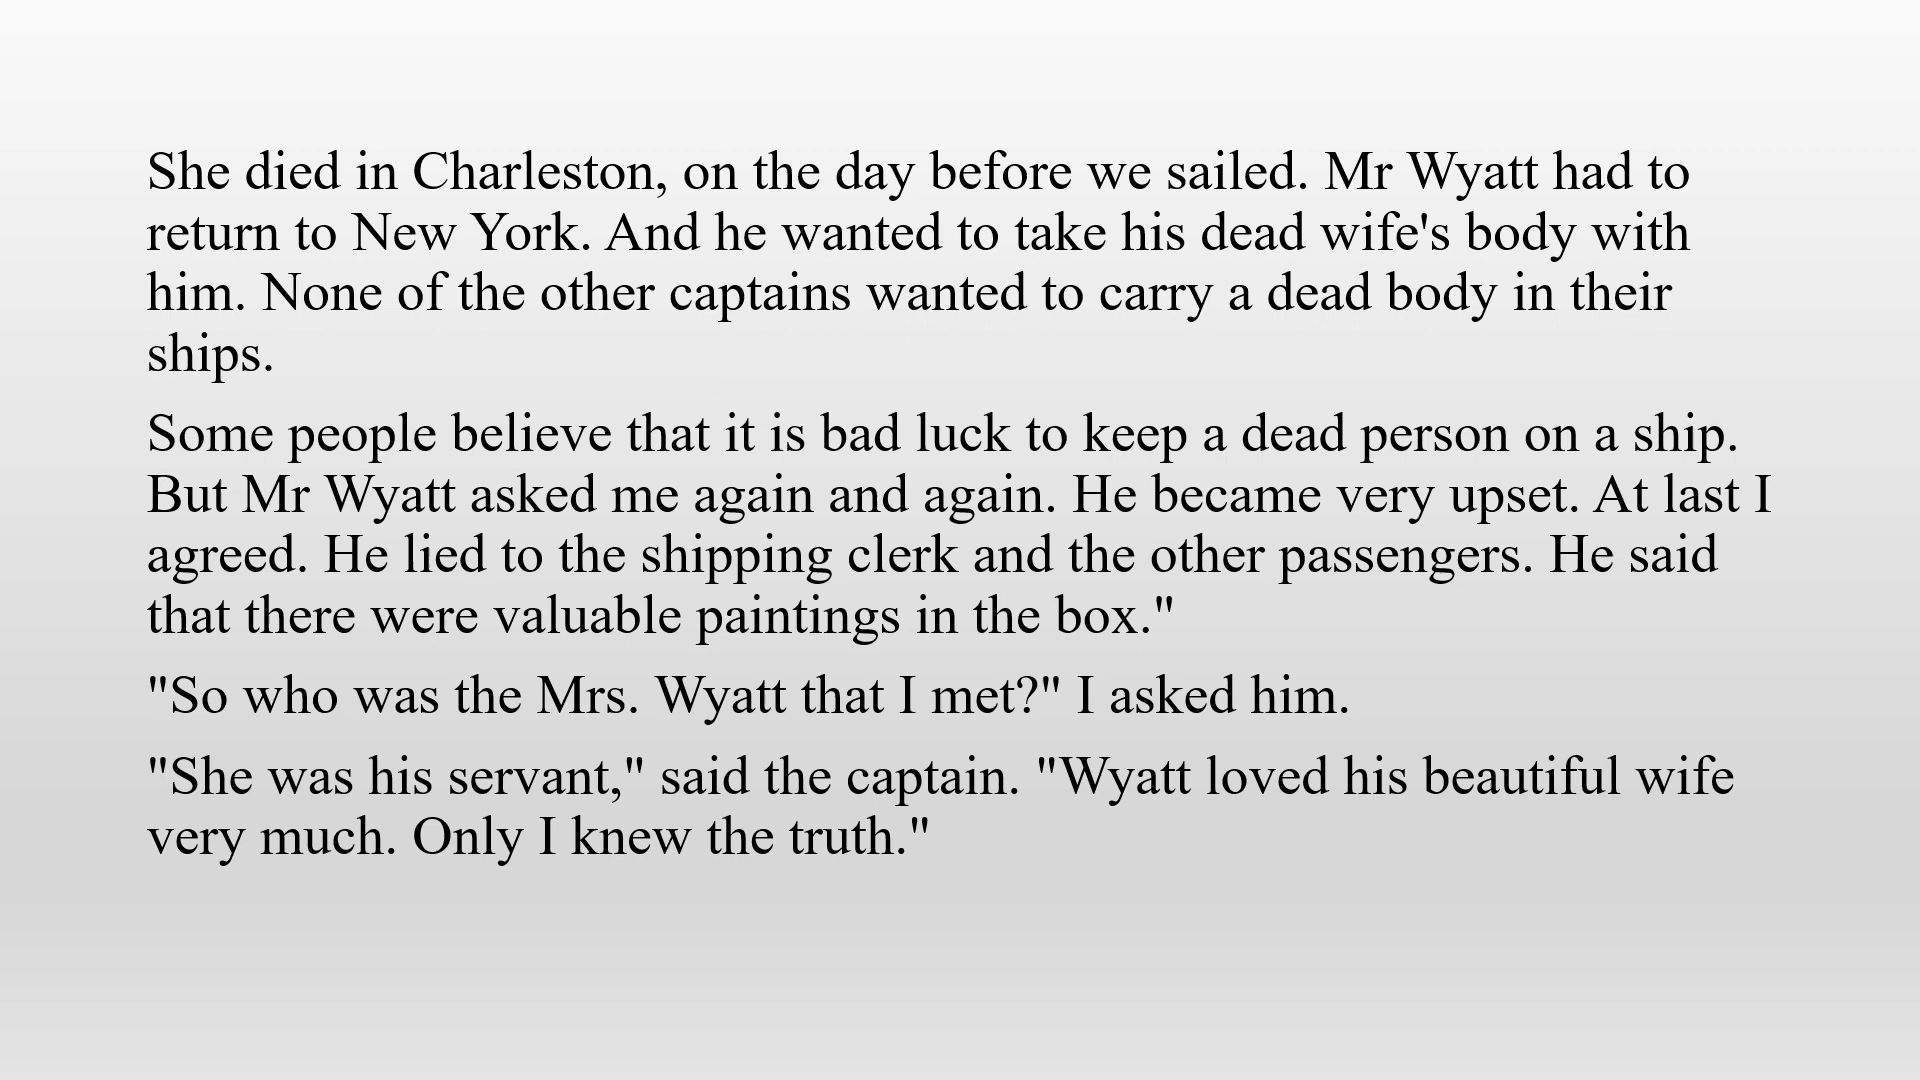 She died in Charleston, on the day before we sailed. Mr Wyatt had to
return to New York. And he wanted to take his dead wife's body with
him. None of the other captains wanted to carry a dead body in their
ships.
Some people believe that it is bad luck to keep a dead person on a ship.
But Mr Wyatt asked me again and again. He became very upset. At last I
agreed. He lied to the shipping clerk and the other passengers. He said
that there were valuable paintings in the box."
"So who was the Mrs. Wyatt that I met?" I asked him.
"She was his servant," said the captain. "Wyatt loved his beautiful wife
very much. Only I knew the truth."